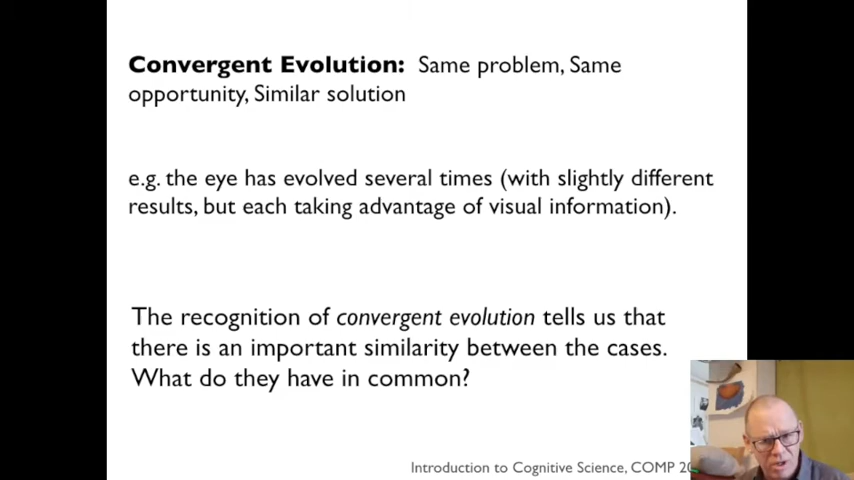 Convergent Evolution: Same problem, Same
opportunity, Similar solution
e.g. the eye has evolved several times (with slightly different
results, but each taking advantage of visual information).
The recognition of convergent evolution tells us that
there is an important similarity between the cases.
What do they have in common?
Introduction to Cognitive Science, COMP